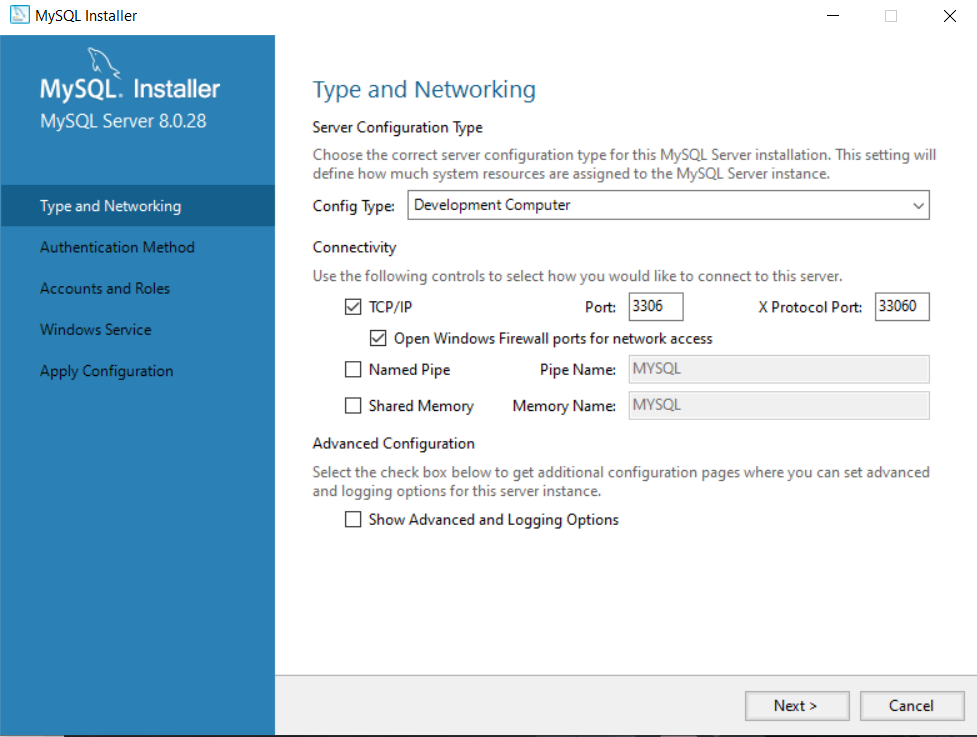 MySQL Installer
MySQL. Installer
MySQL Server 8.0.28
Type and Networking
Authentication Method
Accounts and Roles
Windows Service
Apply Configuration
Type and Networking
Server Configuration Type
Choose the correct server configuration type for this MySQL Server installation. This setting will
define how much system resources are assigned to the MySQL Server instance.
Config Type: Development Computer
Connectivity
Use the following controls to select how you would like to connect to this server.
TCP/IP Port: 3306 X Protocol Port: 33060
Open Windows Firewall ports for network access
Named Pipe Pipe Name: MYSQL
Shared Memory Memory Name: MYSQL
Advanced Configuration
Select the check box below to get additional configuration pages where you can set advanced
and logging options for this server instance.
Show Advanced and Logging Options
Next > Cancel